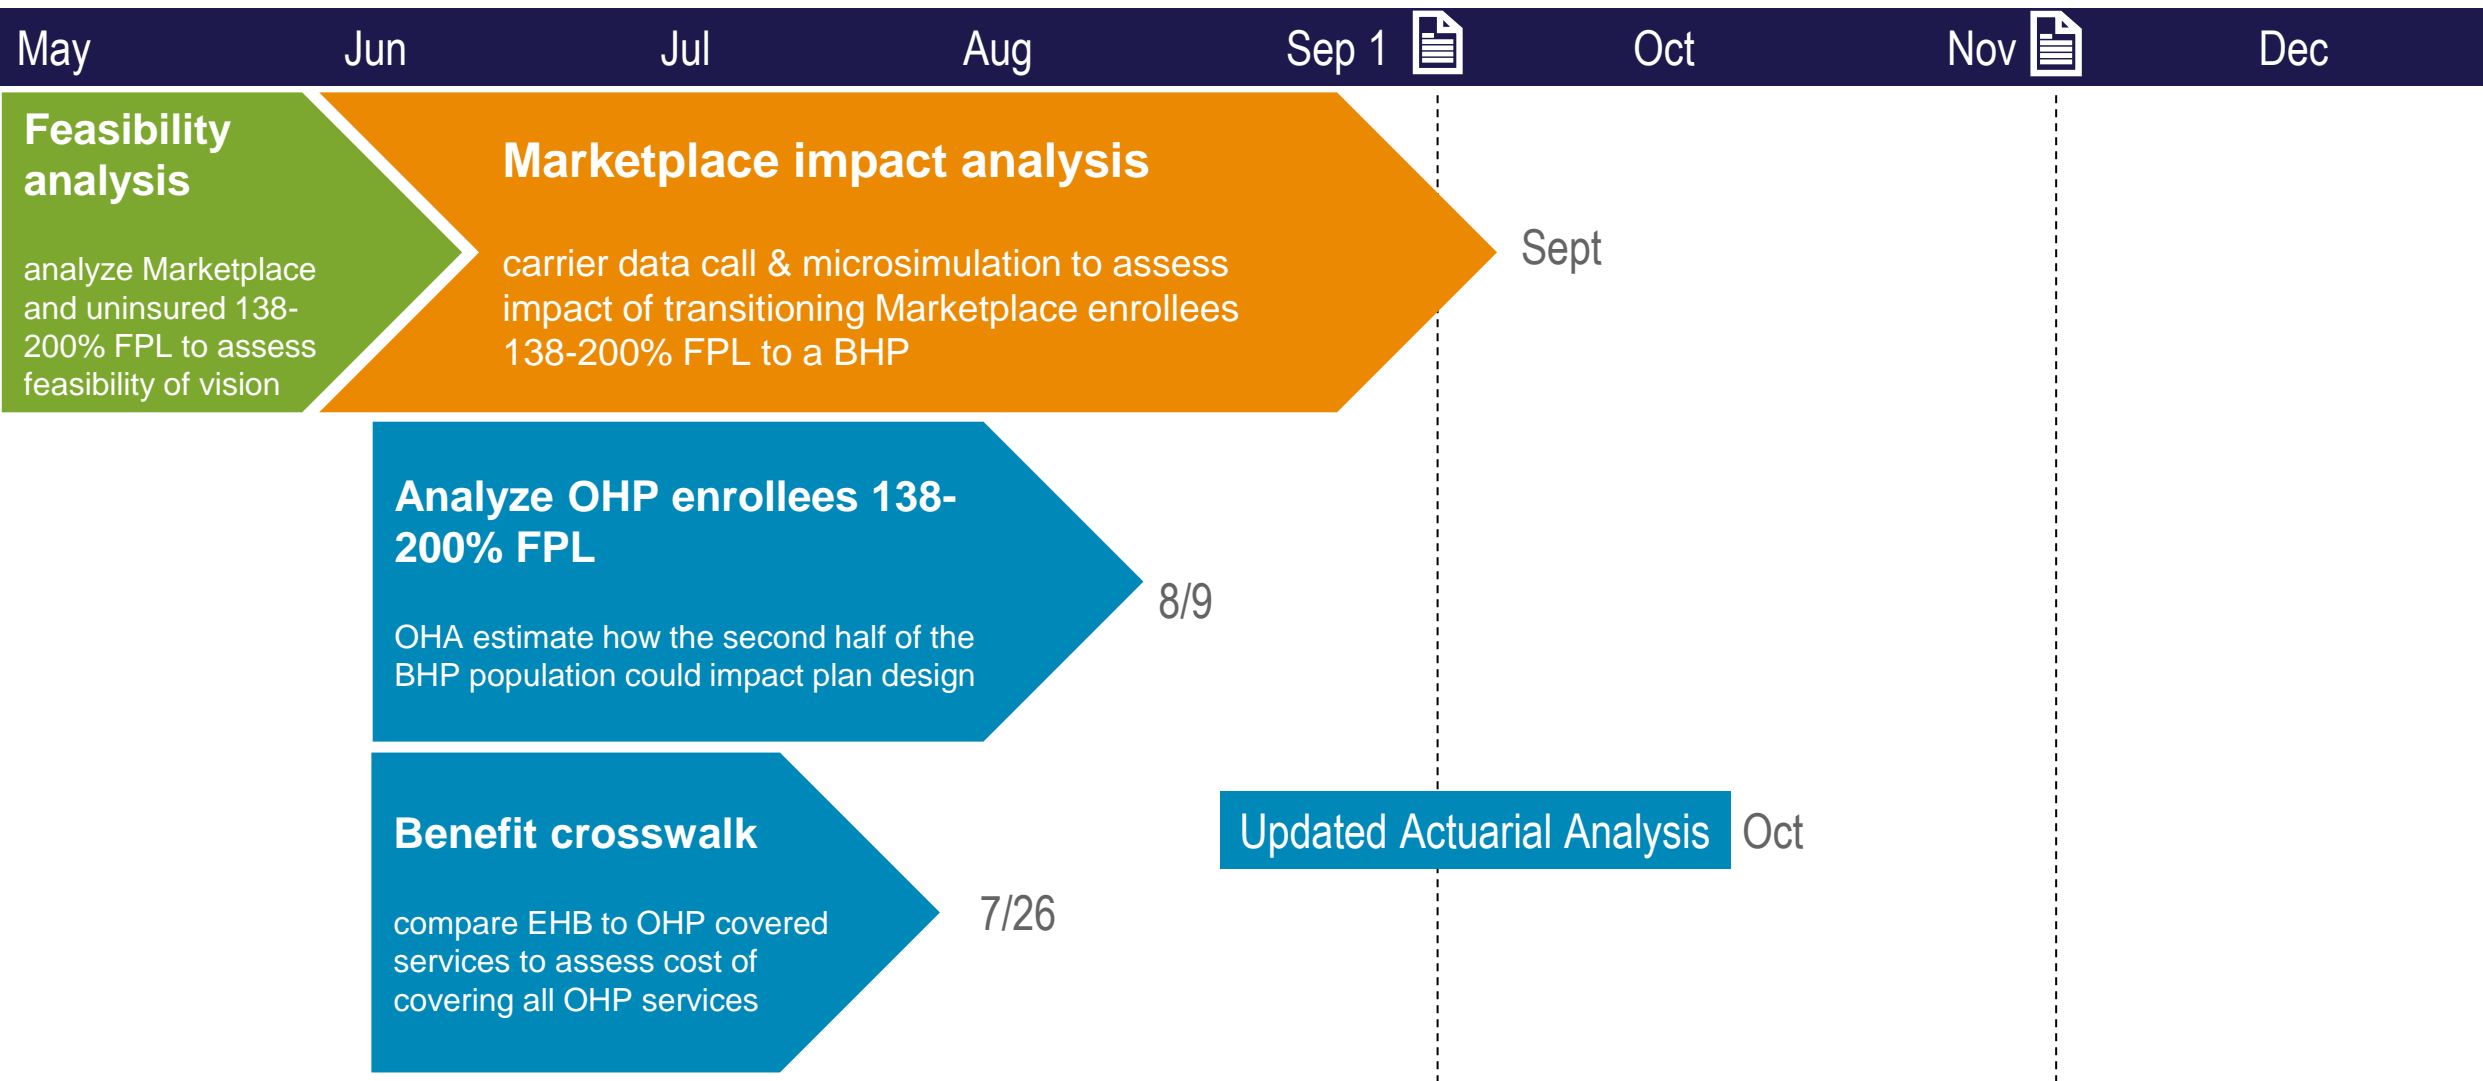 May Jun Jul Aug Sep 1 Oct Nov Dec
Feasibility
analysis
analyze Marketplace
and uninsured 138-
200% FPL to assess
feasibility of vision
Marketplace impact analysis
carrier data call & microsimulation to assess
impact of transitioning Marketplace enrollees
138-200% FPL to a BHP
Sept
Analyze OHP enrollees 138-
200% FPL
OHA estimate how the second half of the
BHP population could impact plan design
8/9
Benefit crosswalk
compare EHB to OHP covered
services to assess cost of
covering all OHP services
7/26
Updated Actuarial Analysis
Oct